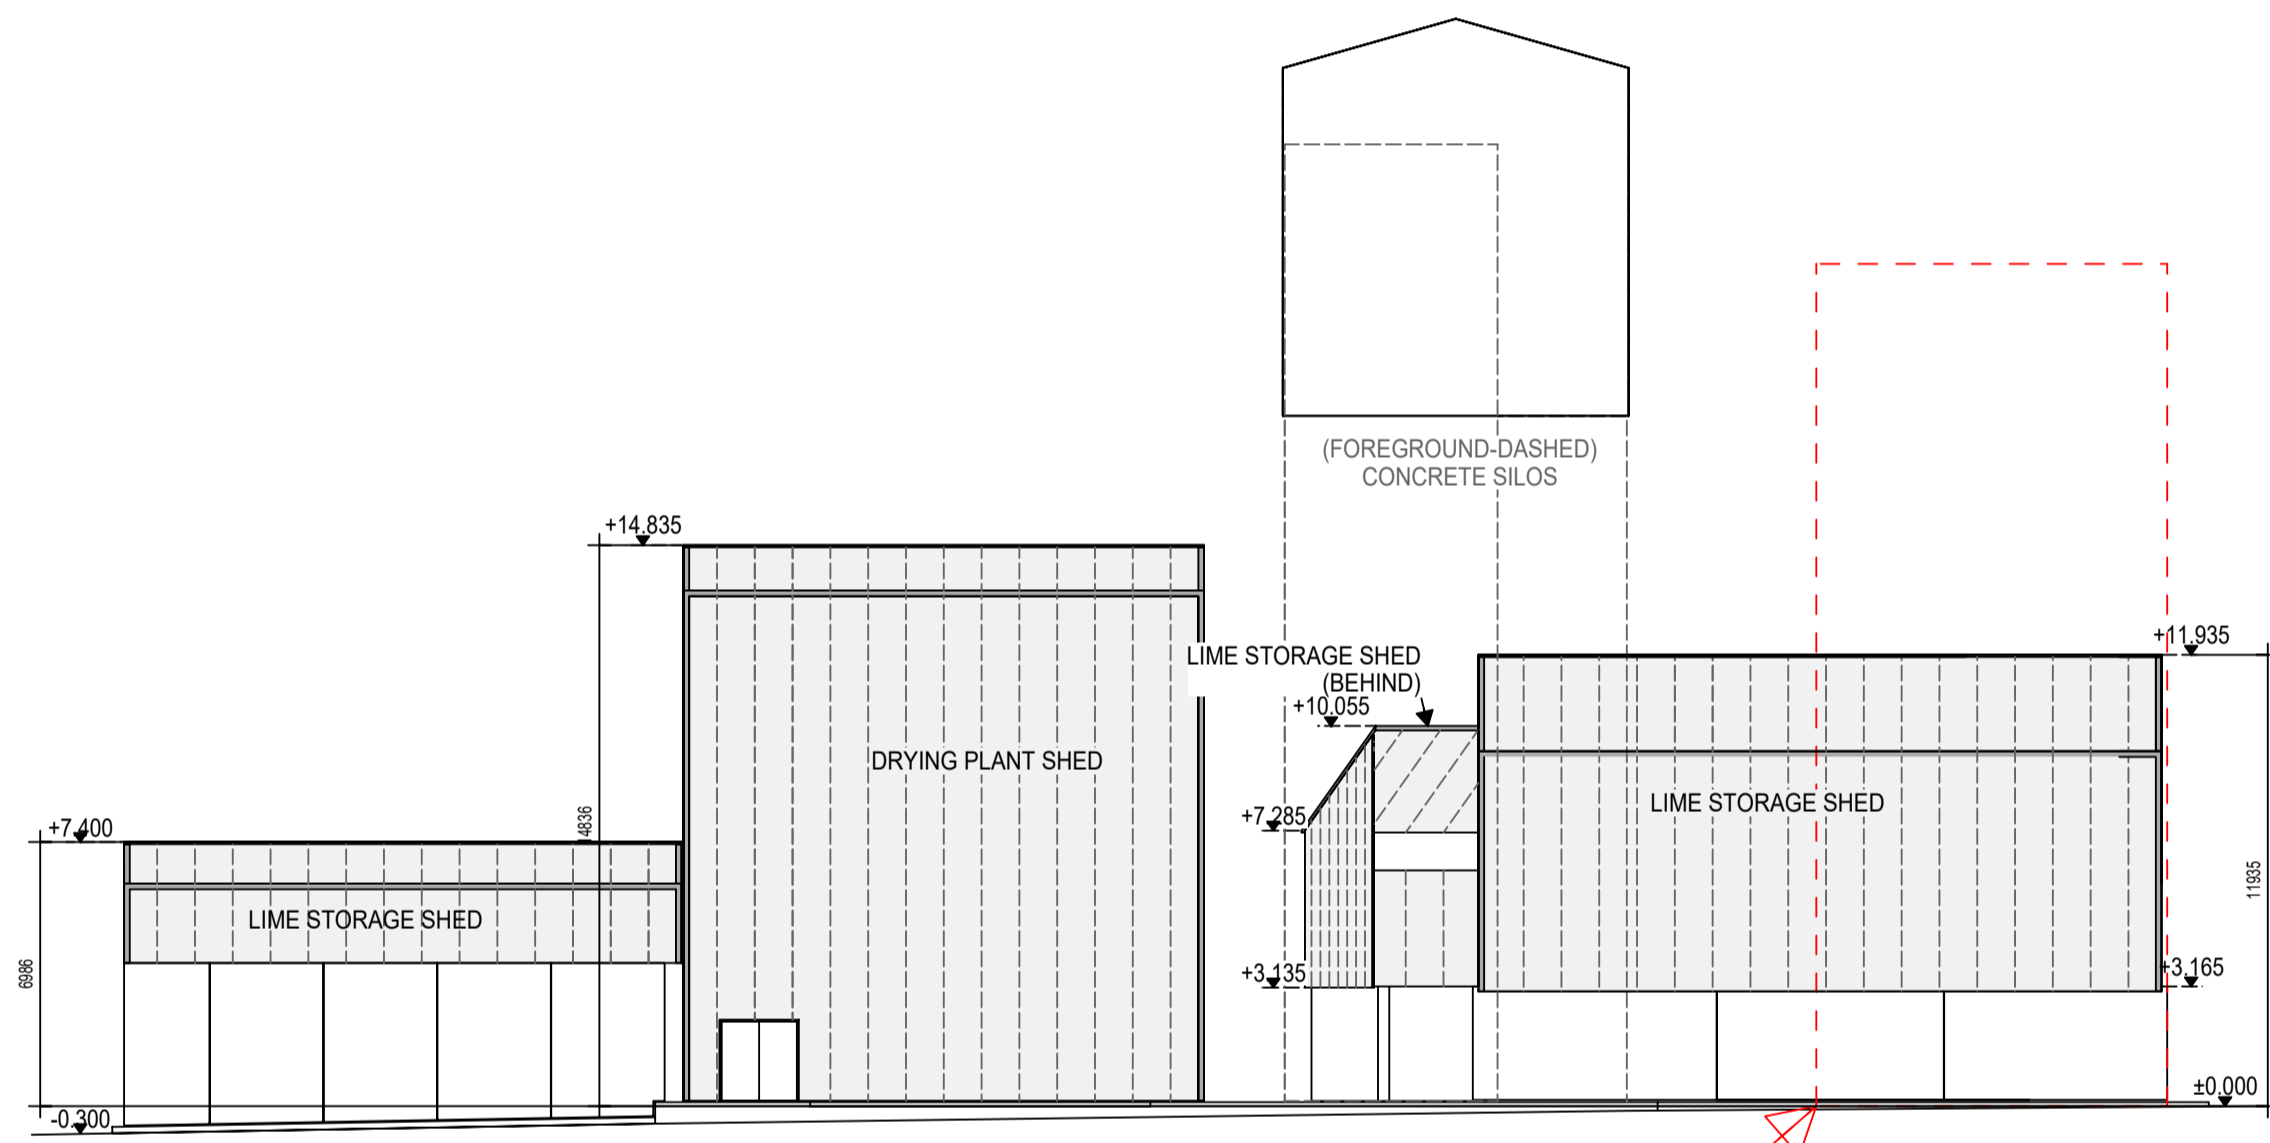 (FOREGROUND-DASHED)
CONCRETE SILOS
+14.835
+11.935
LIME STORAGE SHED
(BEHIND)
+10.055
DRYING PLANT SHED
LIME STORAGE SHED
+7.400
14836
+7.285
11935
LIME STORAGE SHED
6986
+3.135
+3.165
±0.000
-0.300